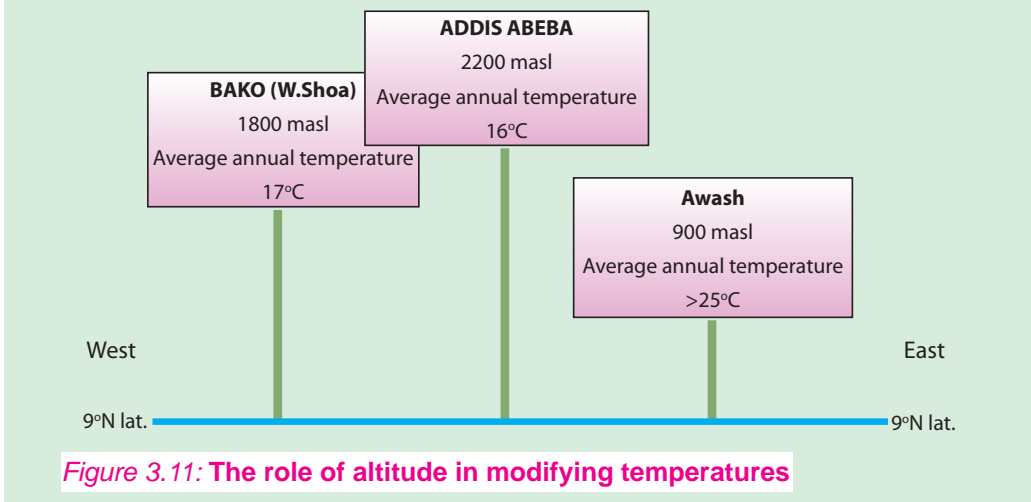 ADDIS ABEBA
2200 masl
Average annual temperature
16°C
BAKO (W.Shoa)
1800 masl
Average annual temperature
17°C
Awash
900 masl
Average annual temperature
>25°C
West
East
9°N lat.
9°N lat.
Figure 3.11: The role of altitude in modifying temperatures